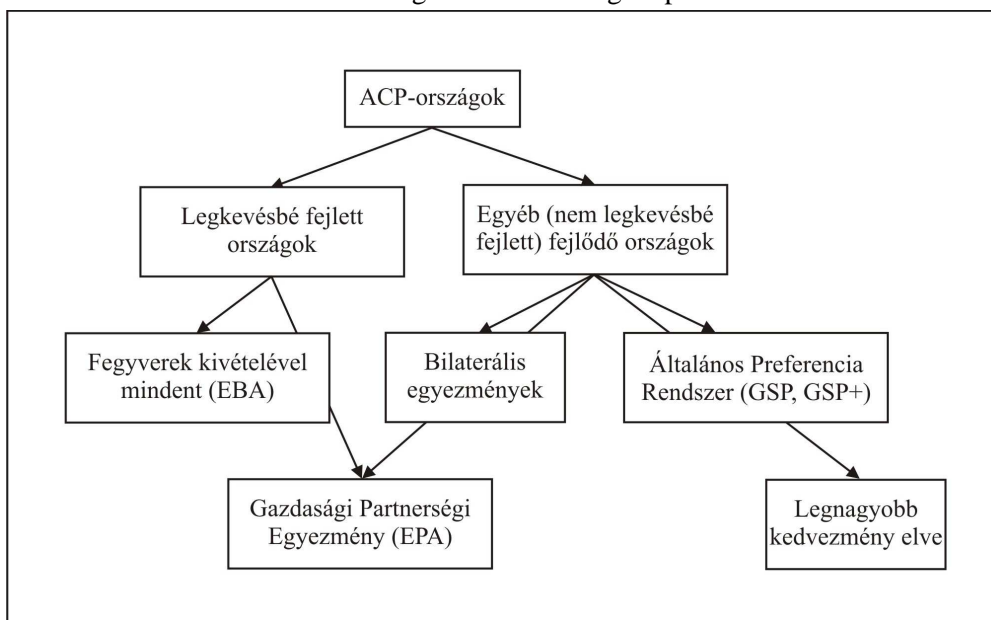 ACP-országok
Legkevésbé fejlett
országok
Egyéb (nem legkevésbé
fejlett) fejlődő országok
Fegyverek kivételével
mindent (EBA)
Bilaterális
egyezmények
Általános Preferencia
Rendszer (GSP, GSP+)
Gazdasági Partnerségi
Egyezmény (EPA)
Legnagyobb
kedvezmény elve